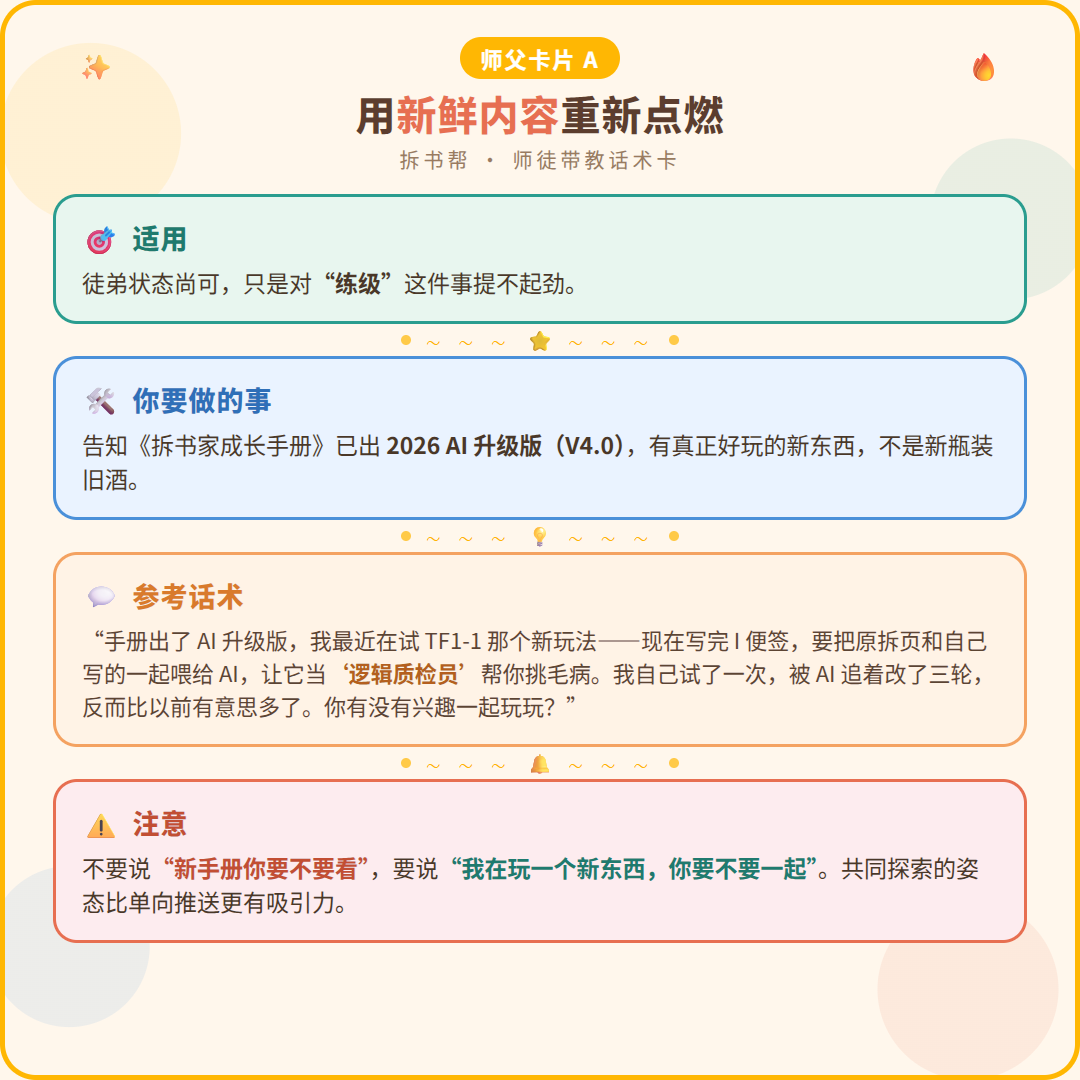 师父卡片 A
用新鲜内容重新点燃
拆书帮 · 师徒带教话术卡
适用
徒弟状态尚可，只是对“练级”这件事提不起劲。
你要做的事
告知《拆书家成长手册》已出 2026 AI 升级版（V4.0），有真正好玩的新东西，不是新瓶装
旧酒。
参考话术
“手册出了 AI 升级版，我最近在试 TF1-1 那个新玩法——现在写完 I 便签，要把原拆页和自己
写的一起喂给 AI，让它当‘逻辑质检员’帮你挑毛病。我自己试了一次，被 AI 追着改了三轮，
反而比以前有意思多了。你有没有兴趣一起玩玩？”
注意
不要说“新手册你要不要看”，要说“我在玩一个新东西，你要不要一起”。共同探索的姿
态比单向推送更有吸引力。